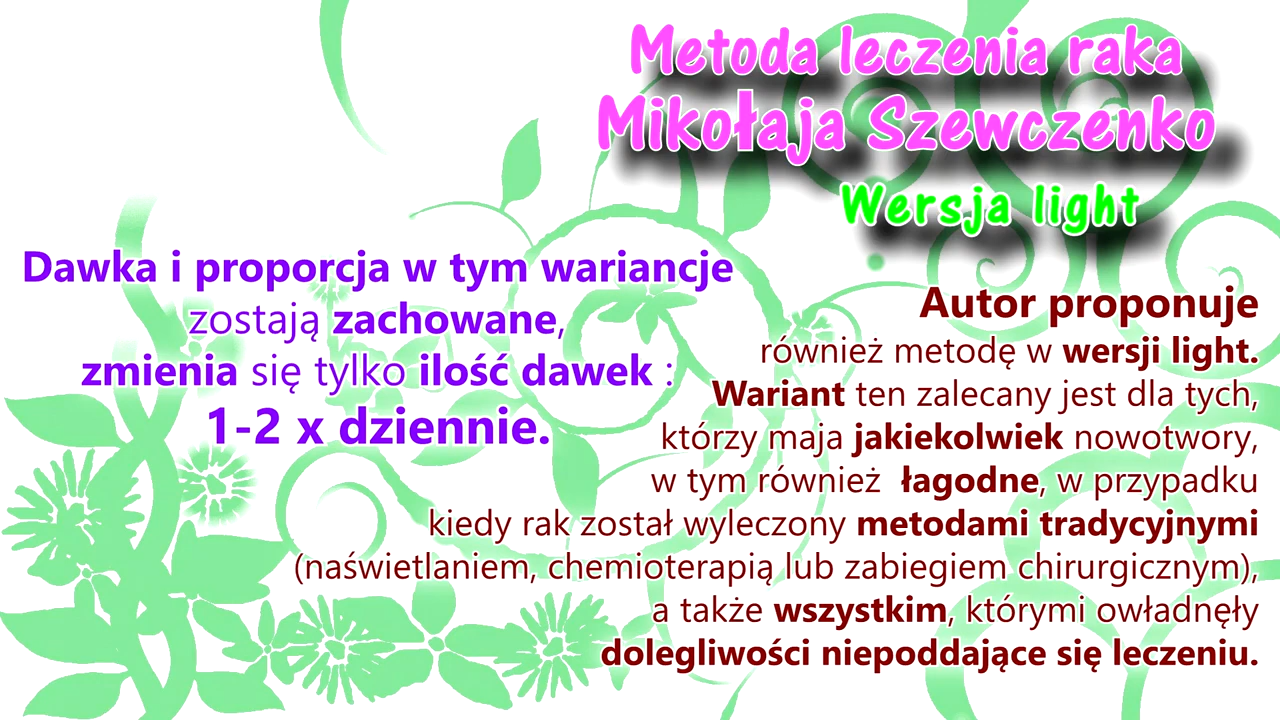 Metoda leczenia raka
Mikołaja Szewczenko
Wersja light
Dawka i proporcja w tym wariancje
zostają zachowane,
zmienia się tylko ilość dawek :
1-2 x dziennie.
Autor proponuje
również metodę w wersji light.
Wariant ten zalecany jest dla tych,
którzy maja jakiekolwiek nowotwory,
w tym również łagodne, w przypadku
kiedy rak został wyleczony metodami tradycyjnymi
(naświetlaniem, chemioterapią lub zabiegiem chirurgicznym),
a także wszystkim, którymi owładnęły
dolegliwości niepoddające się leczeniu.